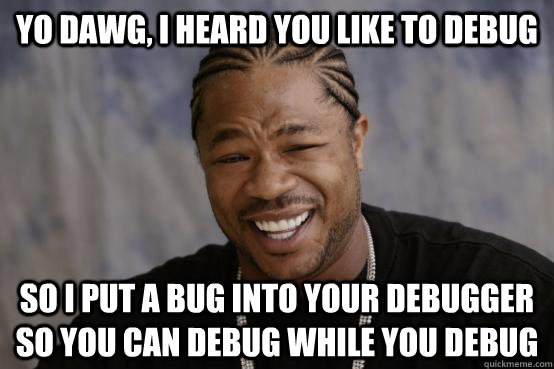 YO DAWG, I HEARD YOU LIKE TO DEBUG
SO I PUT A BUG INTO YOUR DEBUGGER
SO YOU CAN DEBUG WHILE YOU DEBUG
quickmeme.com